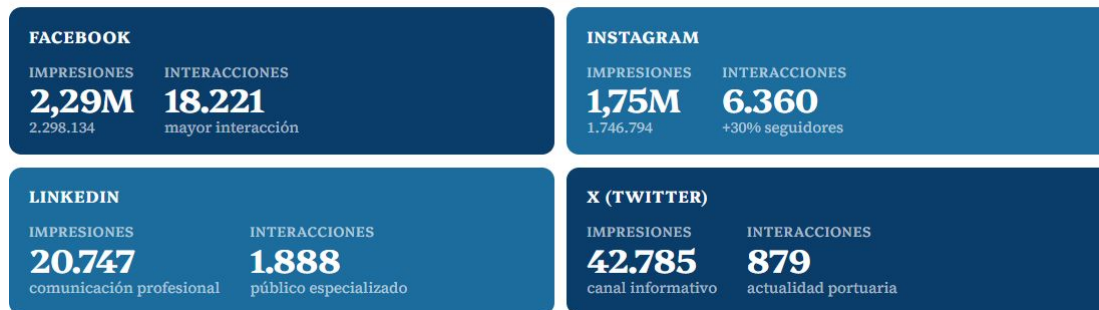 FACEBOOK
IMPRESIONES INTERACCIONES
2,29M 18.221
2.298.134 mayor interacción
INSTAGRAM
IMPRESIONES INTERACCIONES
1,75M 6.360
1.746.794 +30% seguidores
LINKEDIN
IMPRESIONES INTERACCIONES
20.747 1.888
comunicación profesional público especializado
X (TWITTER)
IMPRESIONES INTERACCIONES
42.785 879
canal informativo actualidad portuaria